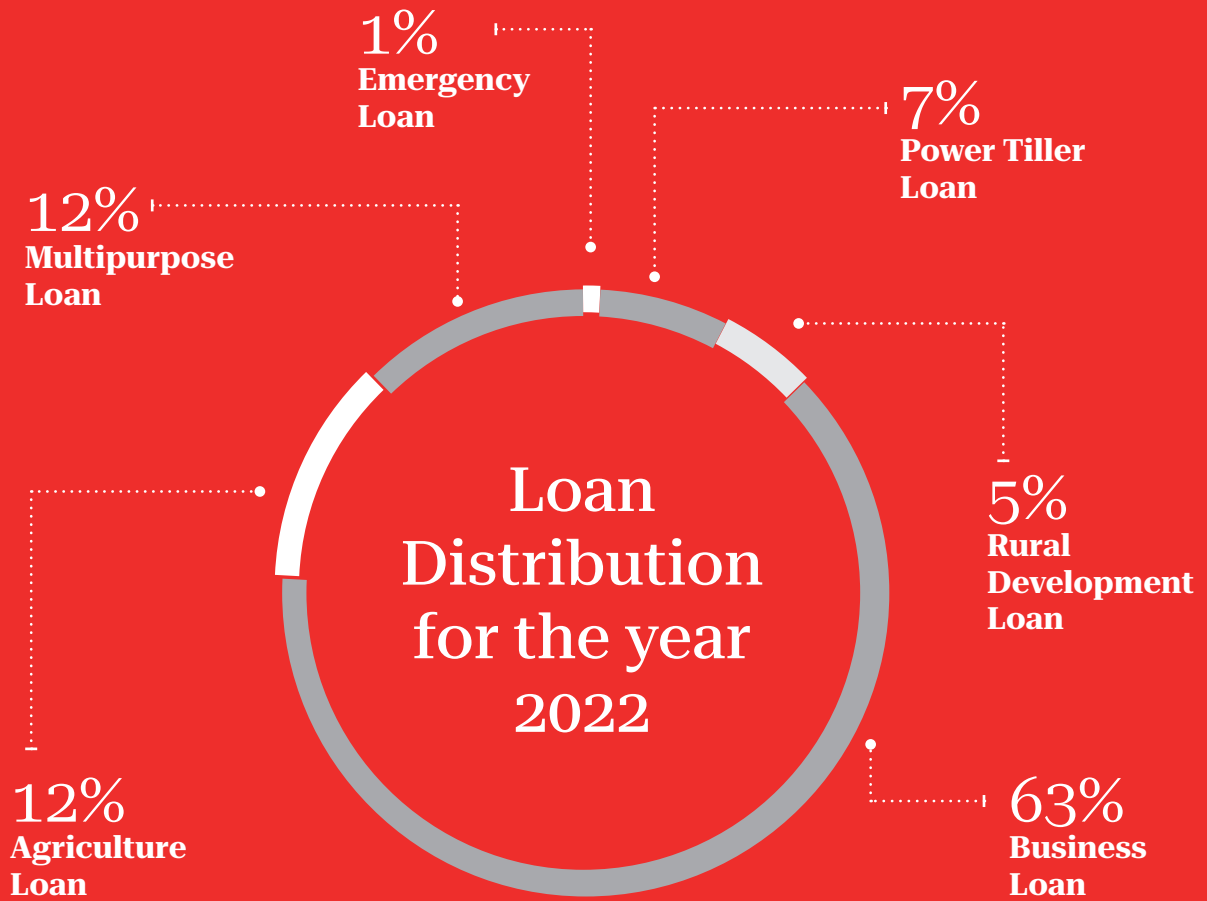 1%
Emergency
Loan
7%
Power Tiller
Loan
12%
Multipurpose
Loan
Loan
Distribution
for the year
2022
5%
Rural
Development
Loan
12%
Agriculture
Loan
63%
Business
Loan